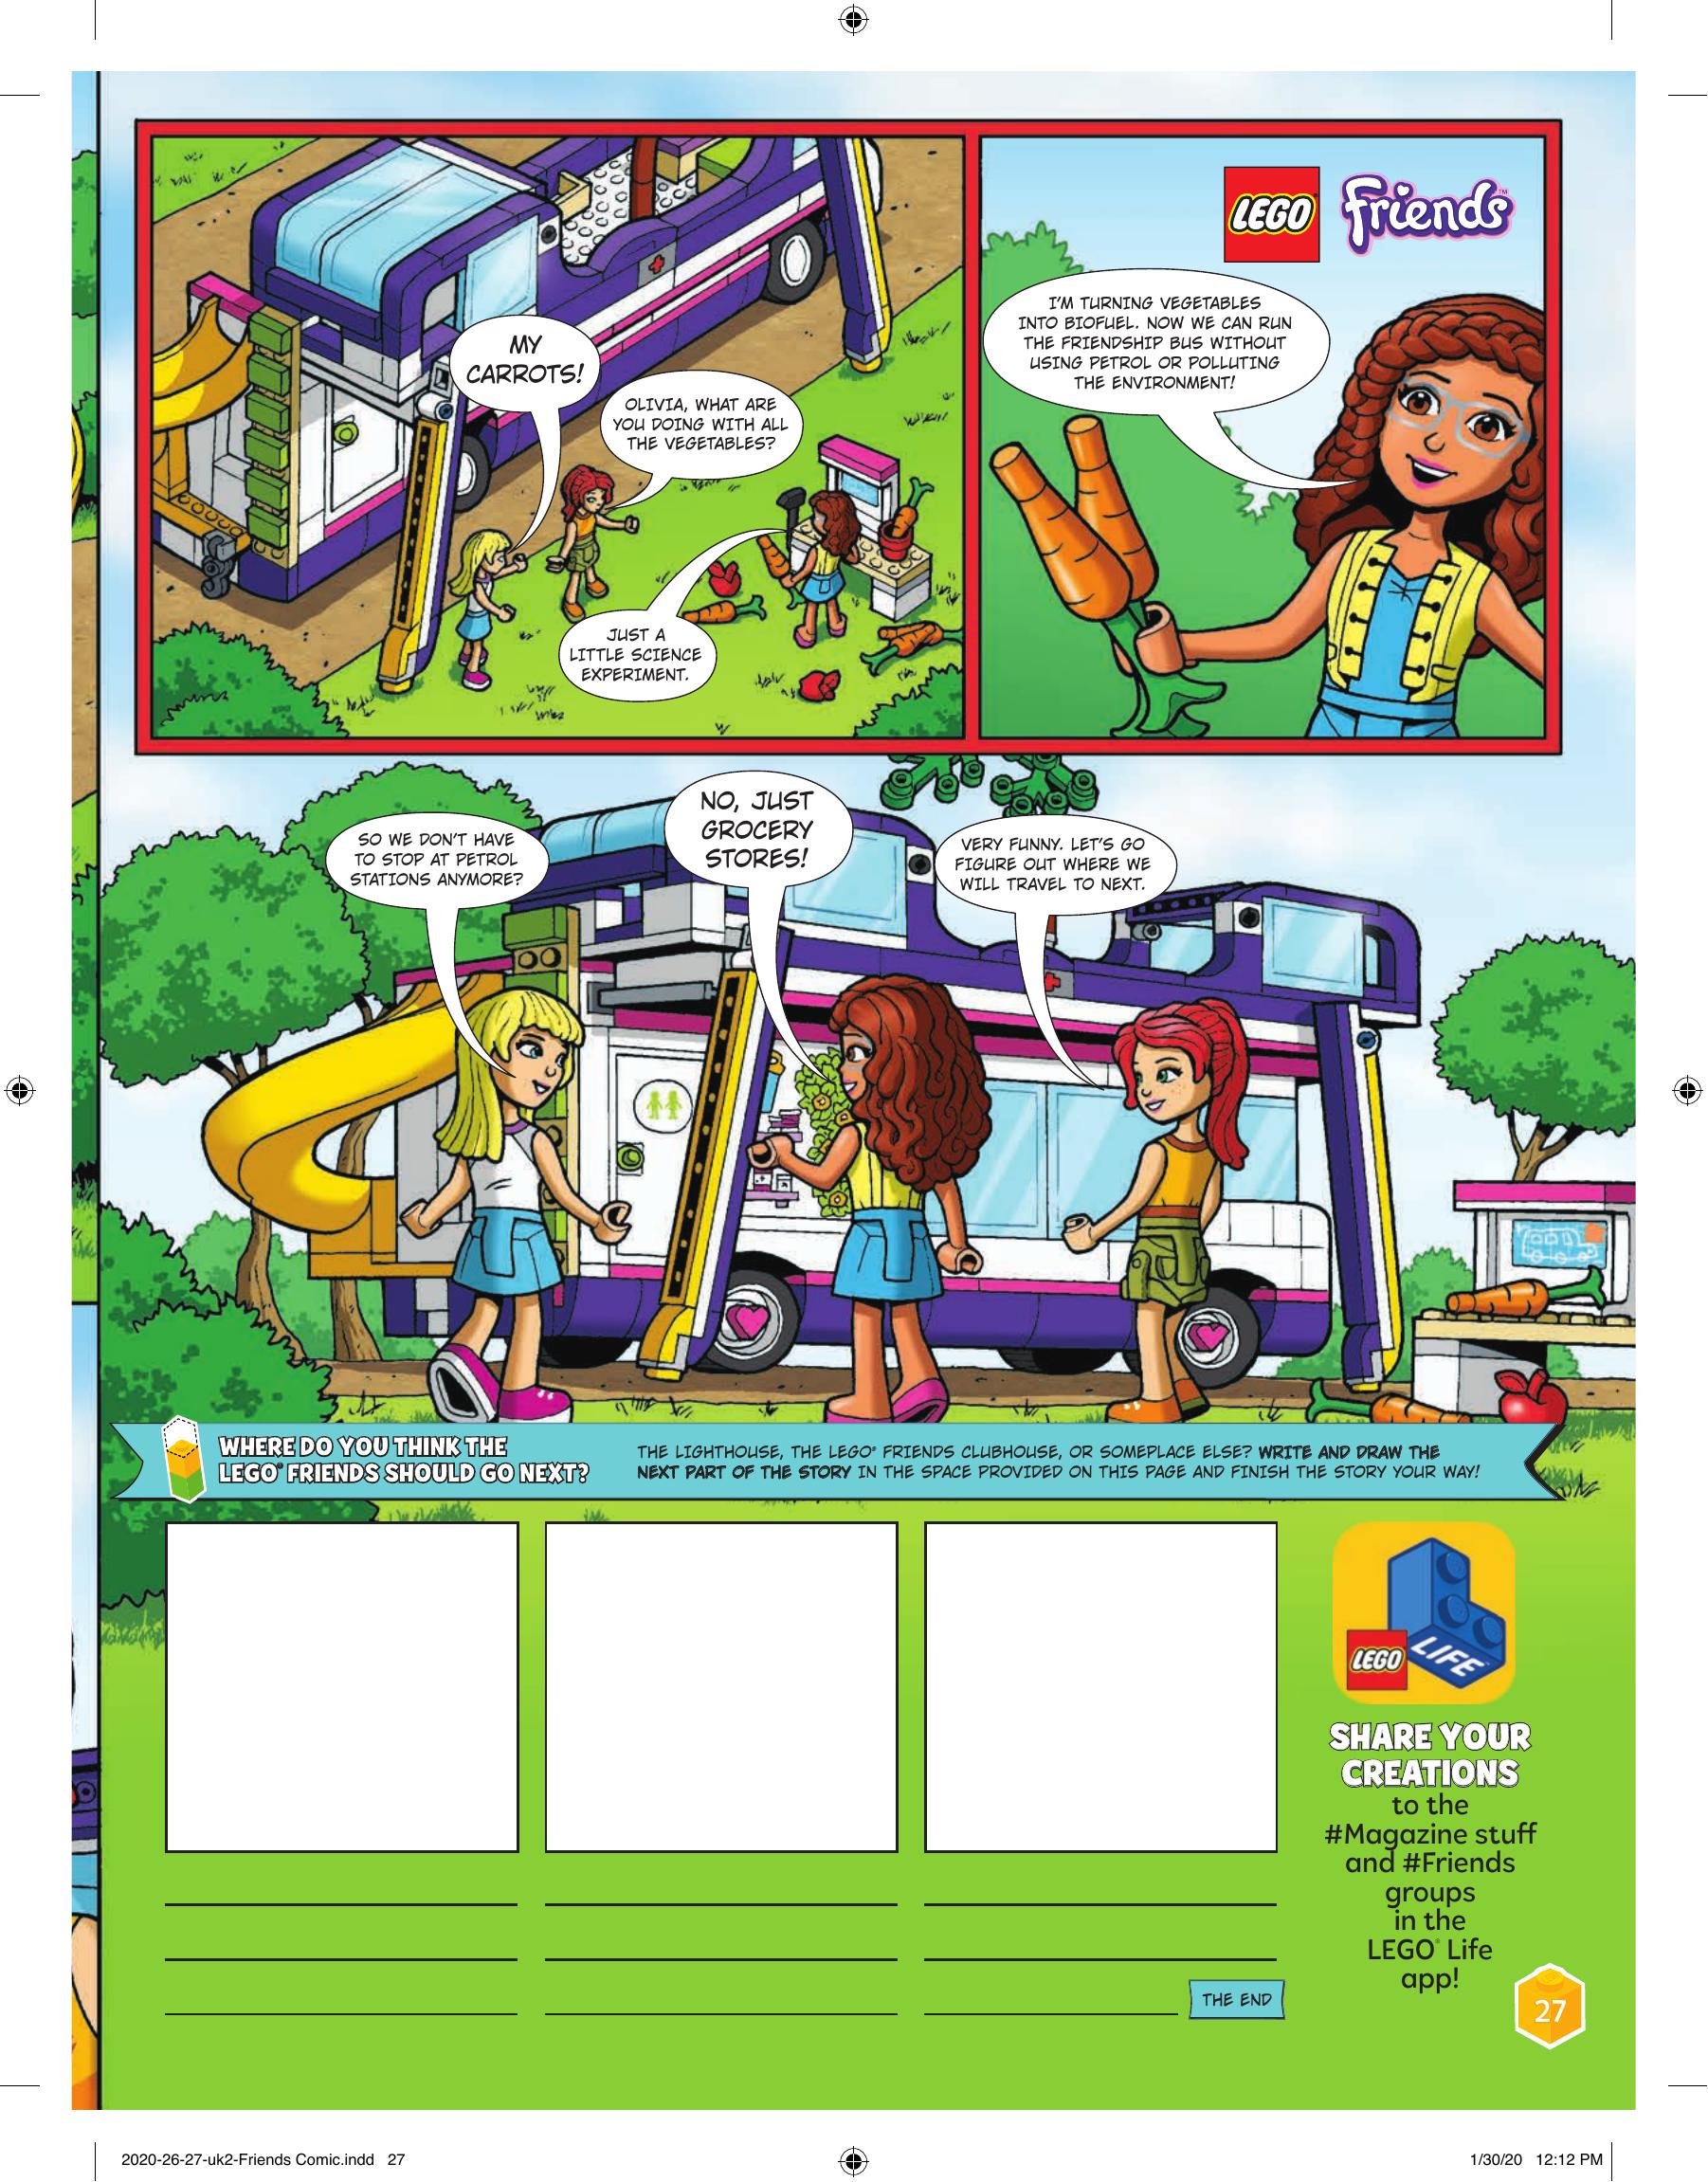 LEGO Friends™
MY
CARROTS!
OLIVIA, WHAT ARE
YOU DOING WITH ALL
THE VEGETABLES?
JUST A
LITTLE SCIENCE
EXPERIMENT.
I'M TURNING VEGETABLES
INTO BIOFUEL. NOW WE CAN RUN
THE FRIENDSHIP BUS WITHOUT
USING PETROL OR POLLUTING
THE ENVIRONMENT!
SO WE DON'T HAVE
TO STOP AT PETROL
STATIONS ANYMORE?
NO, JUST
GROCERY
STORES!
VERY FUNNY. LET'S GO
FIGURE OUT WHERE WE
WILL TRAVEL TO NEXT.
WHERE DO YOU THINK THE
LEGO® FRIENDS SHOULD GO NEXT?
THE LIGHTHOUSE, THE LEGO® FRIENDS CLUBHOUSE, OR SOMEPLACE ELSE? WRITE AND DRAW THE
NEXT PART OF THE STORY IN THE SPACE PROVIDED ON THIS PAGE AND FINISH THE STORY YOUR WAY!
LEGO LIFE
SHARE YOUR
CREATIONS
to the
#Magazine stuff
and #Friends
groups
in the
LEGO® Life
app!
THE END
27
2020-26-27-uk2-Friends Comic.indd 27
1/30/20 12:12 PM